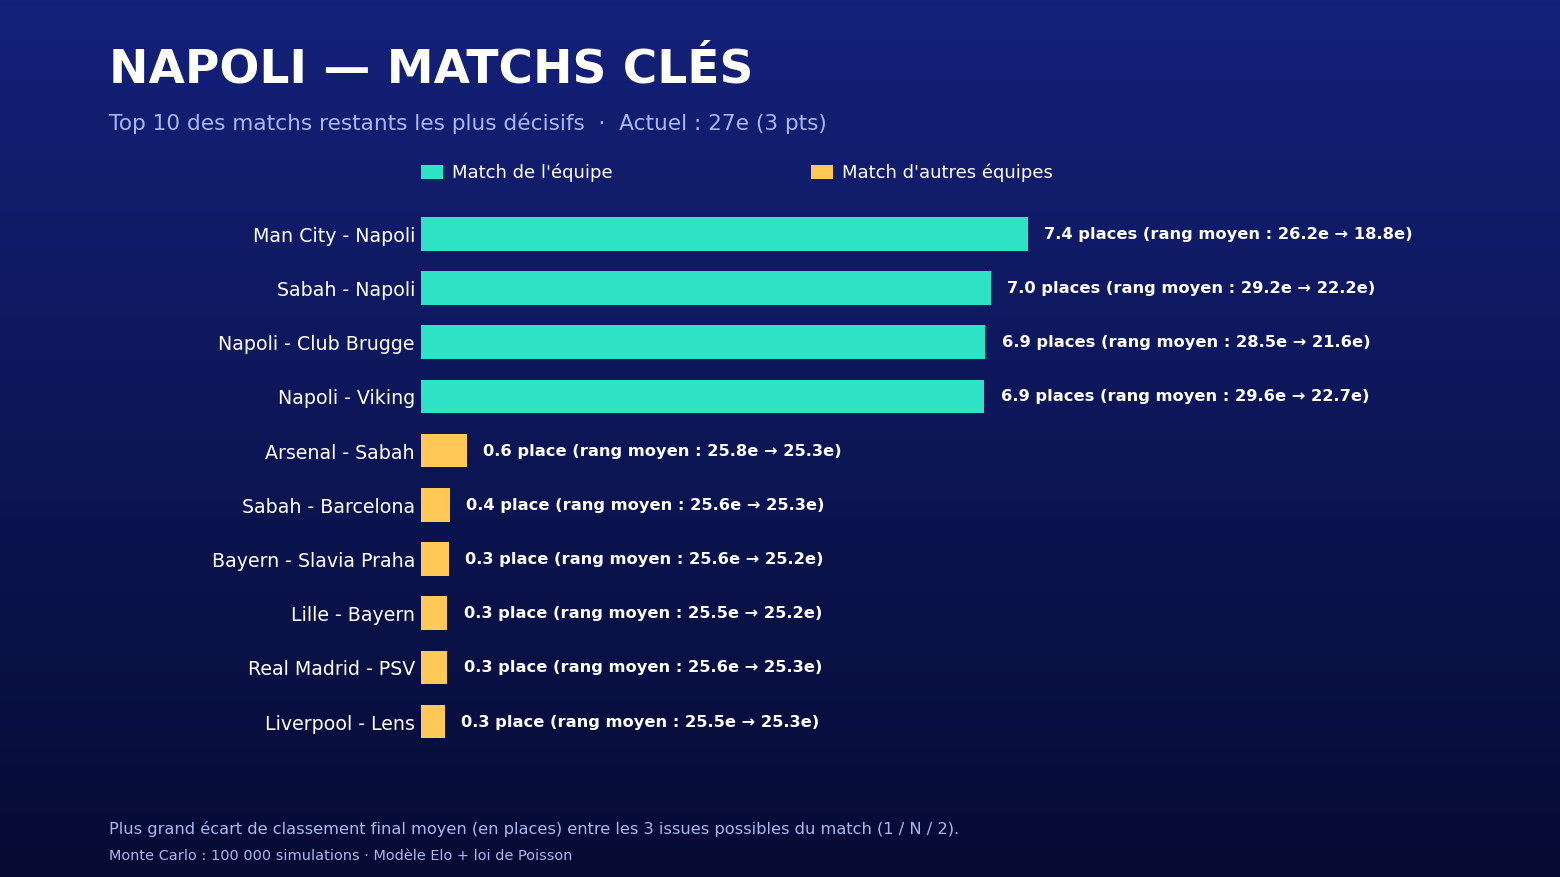 NAPOLI — MATCHS CLÉS
Top 10 des matchs restants les plus décisifs · Actuel : 27e (3 pts)
Match de l'équipe
Match d'autres équipes
Man City - Napoli 7.4 places (rang moyen : 26.2e → 18.8e)
Sabah - Napoli 7.0 places (rang moyen : 29.2e → 22.2e)
Napoli - Club Brugge 6.9 places (rang moyen : 28.5e → 21.6e)
Napoli - Viking 6.9 places (rang moyen : 29.6e → 22.7e)
Arsenal - Sabah 0.6 place (rang moyen : 25.8e → 25.3e)
Sabah - Barcelona 0.4 place (rang moyen : 25.6e → 25.3e)
Bayern - Slavia Praha 0.3 place (rang moyen : 25.6e → 25.2e)
Lille - Bayern 0.3 place (rang moyen : 25.5e → 25.2e)
Real Madrid - PSV 0.3 place (rang moyen : 25.6e → 25.3e)
Liverpool - Lens 0.3 place (rang moyen : 25.5e → 25.3e)
Plus grand écart de classement final moyen (en places) entre les 3 issues possibles du match (1 / N / 2).
Monte Carlo : 100 000 simulations · Modèle Elo + loi de Poisson